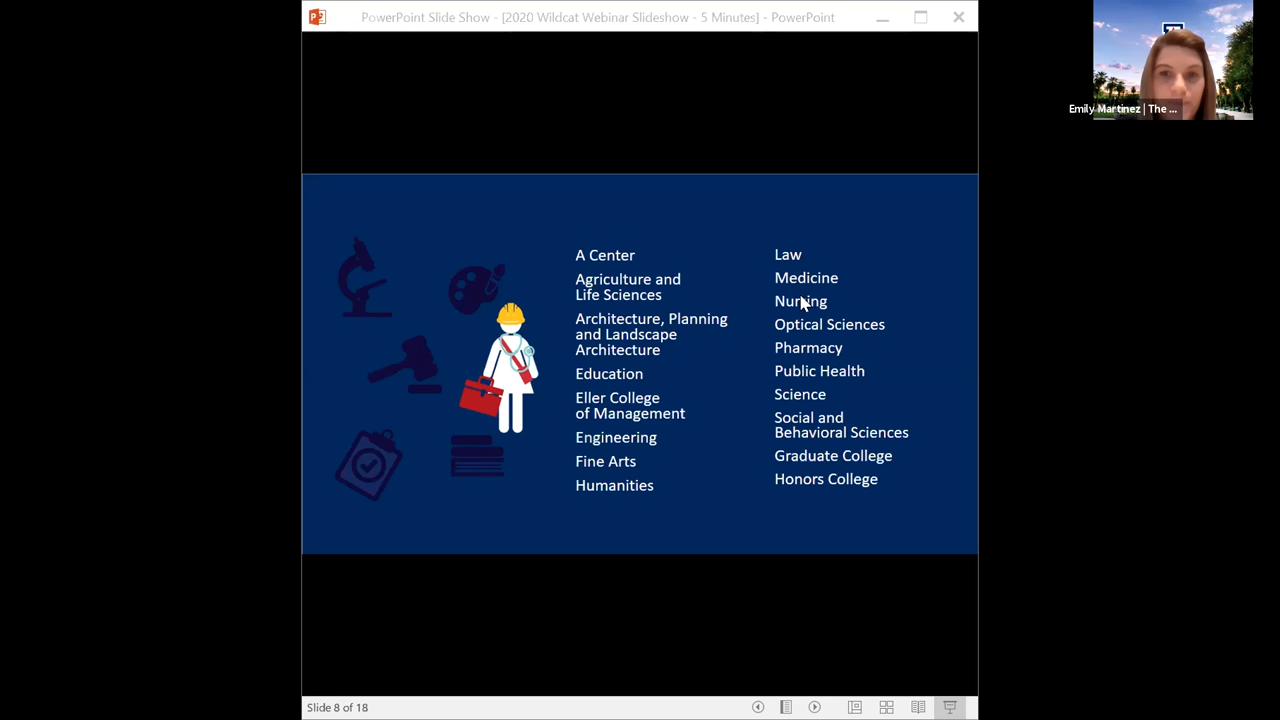 PowerPoint Slide Show - [2020 Wildcat Webinar Slideshow - 5 Minutes] - PowerPoint
Emily Martinez | The ...
A Center
Agriculture and
Life Sciences
Architecture, Planning
and Landscape
Architecture
Education
Eller College
of Management
Engineering
Fine Arts
Humanities
Law
Medicine
Nursing
Optical Sciences
Pharmacy
Public Health
Science
Social and
Behavioral Sciences
Graduate College
Honors College
Slide 8 of 18